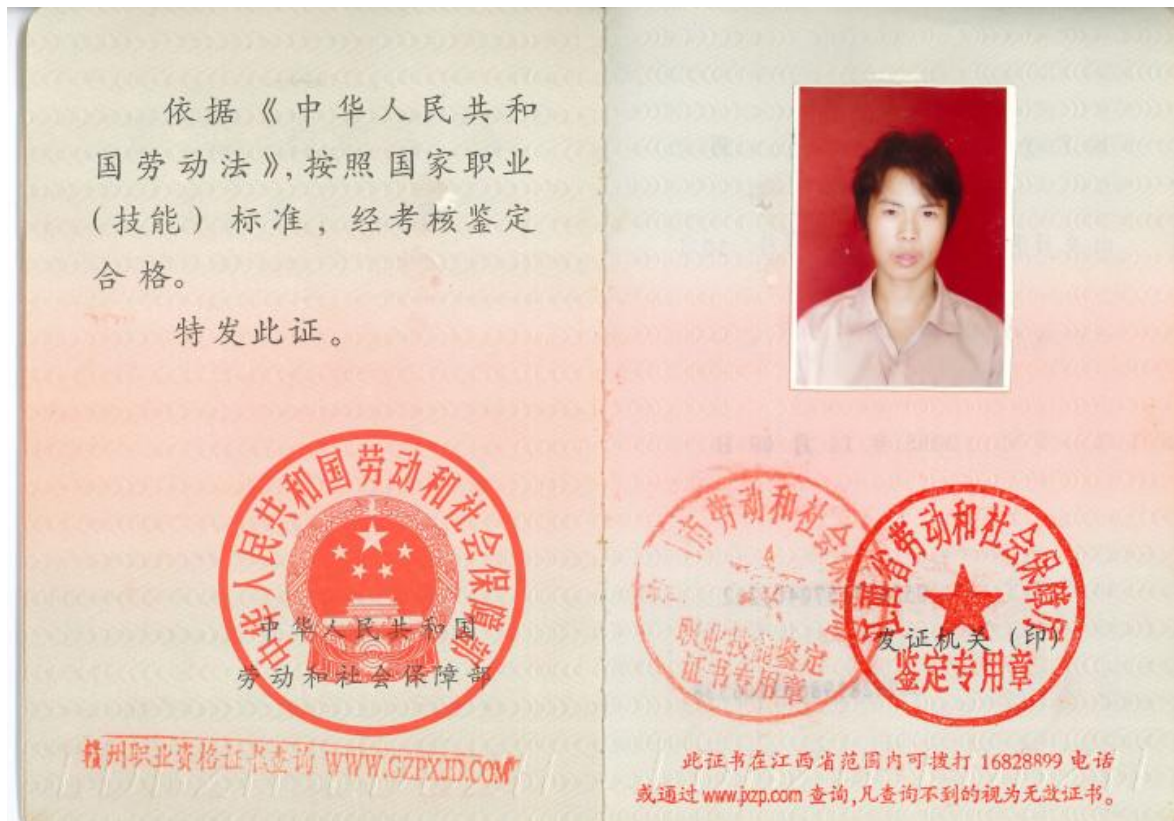 依据《中华人民共和
国劳动法》,按照国家职业
(技能)标准,经考核鉴定
合格。
特发此证。
中华人民共和国劳动和社会保障部
中华人民共和国
劳动和社会保障部
赣州职业资格证书查询 WWW.GZPXJD.COM
市劳动和社会保
职业技能鉴定
证书专用章
江西省劳动和社会保障厅
发证机关(印)
鉴定专用章
此证书在江西省范围内可拨打 16828899 电话
或通过 www.jxzp.com 查询,凡查询不到的视为无效证书。